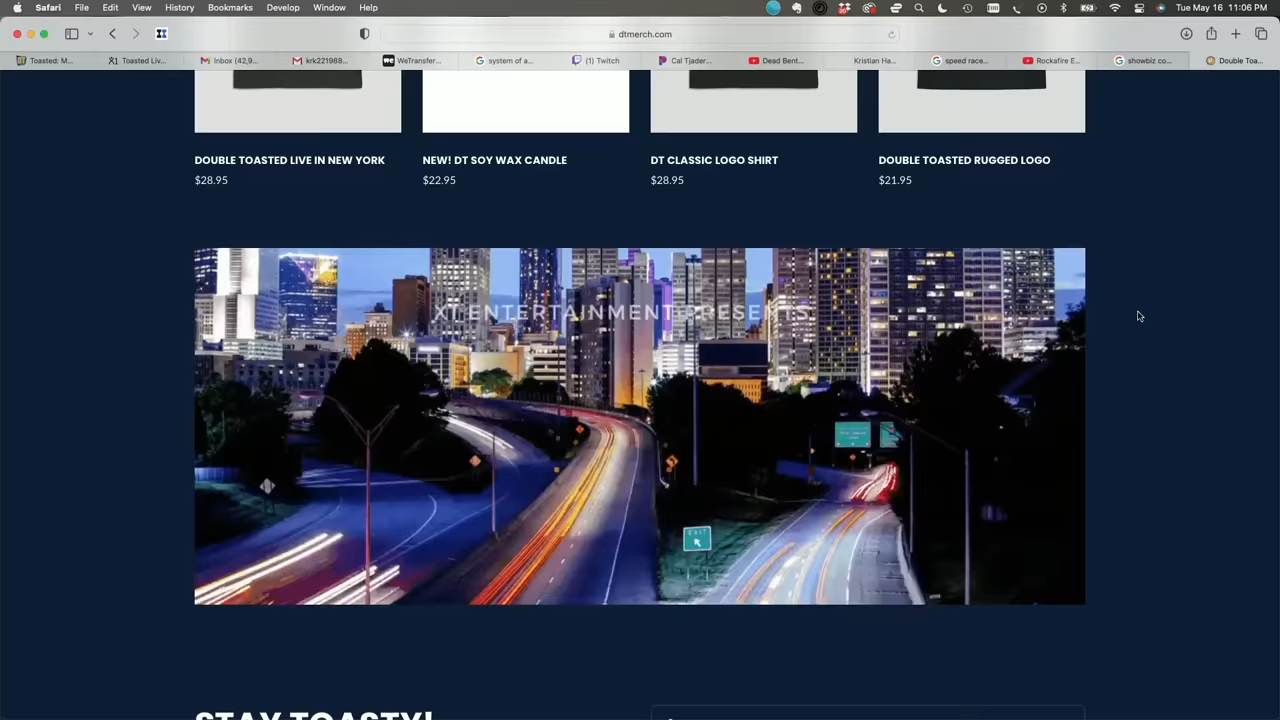 Safari File Edit View History Bookmarks Develop Window Help
Tue May 16 11:06 PM
dtmerch.com
Toasted: M... Toasted Liv... Inbox (42,9... krk221988... WeTransfer... system of a... (1) Twitch Cal Tjader... Dead Bent... Kristian Ha... speed race... Rockafire E... showbiz co... Double Toa...
DOUBLE TOASTED LIVE IN NEW YORK
$28.95
NEW! DT SOY WAX CANDLE
$22.95
DT CLASSIC LOGO SHIRT
$28.95
DOUBLE TOASTED RUGGED LOGO
$21.95
XT ENTERTAINMENT PRESENTS
EXIT
STAY TOASTY!